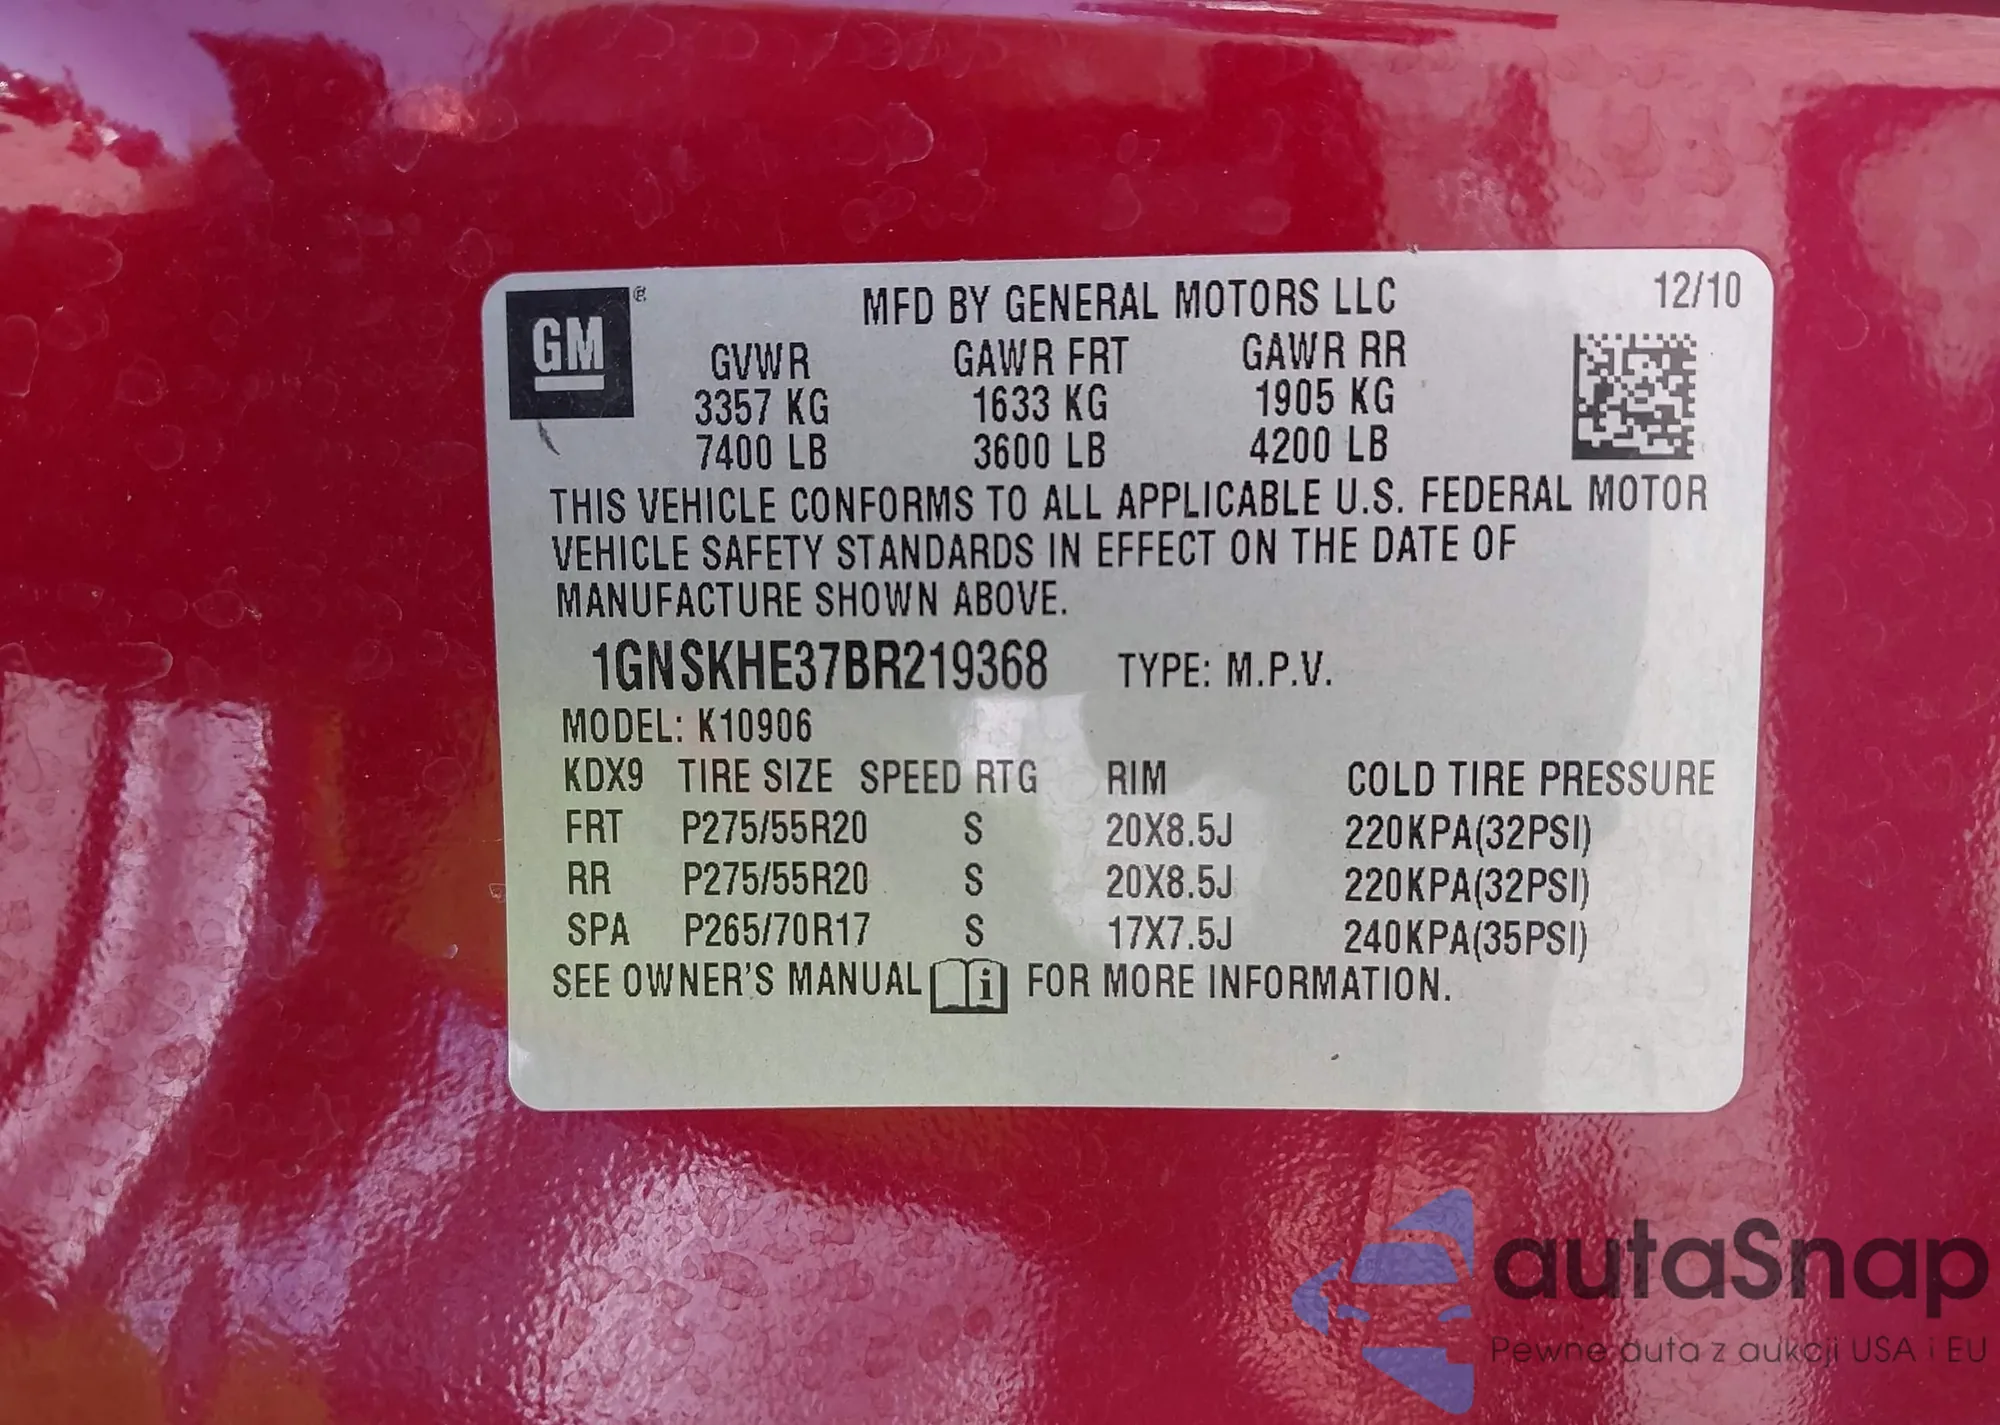 MFD BY GENERAL MOTORS LLC 12/10
GM
GVWR GAWR FRT GAWR RR
3357 KG 1633 KG 1905 KG
7400 LB 3600 LB 4200 LB
THIS VEHICLE CONFORMS TO ALL APPLICABLE U.S. FEDERAL MOTOR
VEHICLE SAFETY STANDARDS IN EFFECT ON THE DATE OF
MANUFACTURE SHOWN ABOVE.
1GNSKHE37BR219368 TYPE: M.P.V.
MODEL: K10906
KDX9 TIRE SIZE SPEED RTG RIM COLD TIRE PRESSURE
FRT P275/55R20 S 20X8.5J 220KPA(32PSI)
RR P275/55R20 S 20X8.5J 220KPA(32PSI)
SPA P265/70R17 S 17X7.5J 240KPA(35PSI)
SEE OWNER'S MANUAL i FOR MORE INFORMATION.
autaSnap
Pewne auta z aukcji USA i EU